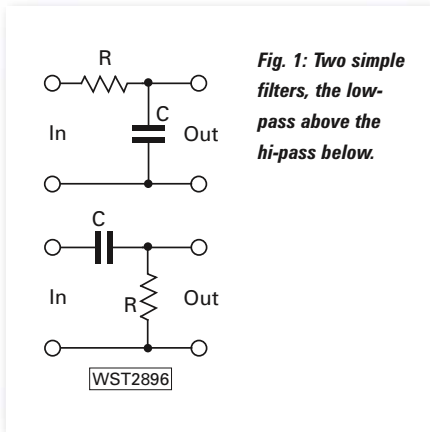 R
C
In
Out
C
In
R
Out
WST2896
Fig. 1: Two simple
filters, the low-
pass above the
hi-pass below.